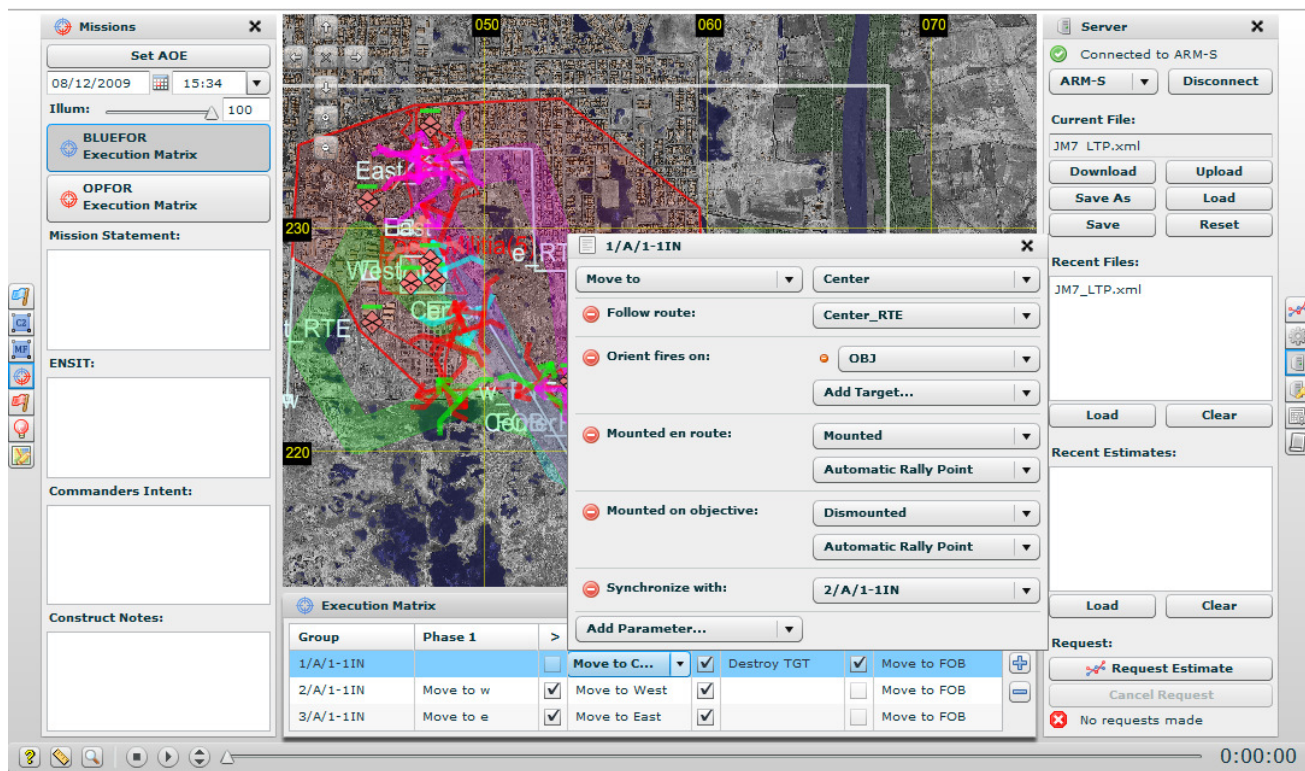 Missions
Set AOE
08/12/2009 15:34
Illum: 100
BLUEFOR
Execution Matrix
OPFOR
Execution Matrix
Mission Statement:
ENSIT:
Commanders Intent:
Construct Notes:
C2
MF
050 060 070
230
220
East
East
West
e_RT
t_RTE
w
w_
1/A/1-1IN
Move to Center
Follow route: Center_RTE
Orient fires on: OBJ
Add Target...
Mounted en route: Mounted
Automatic Rally Point
Mounted on objective: Dismounted
Automatic Rally Point
Synchronize with: 2/A/1-1IN
Add Parameter...
Execution Matrix
Group Phase 1 >
1/A/1-1IN Move to C... Destroy TGT Move to FOB
2/A/1-1IN Move to w Move to West Move to FOB
3/A/1-1IN Move to e Move to East Move to FOB
Server
Connected to ARM-S
ARM-S Disconnect
Current File:
JM7_LTP.xml
Download Upload
Save As Load
Save Reset
Recent Files:
JM7_LTP.xml
Load Clear
Recent Estimates:
Load Clear
Request:
Request Estimate
Cancel Request
No requests made
0:00:00